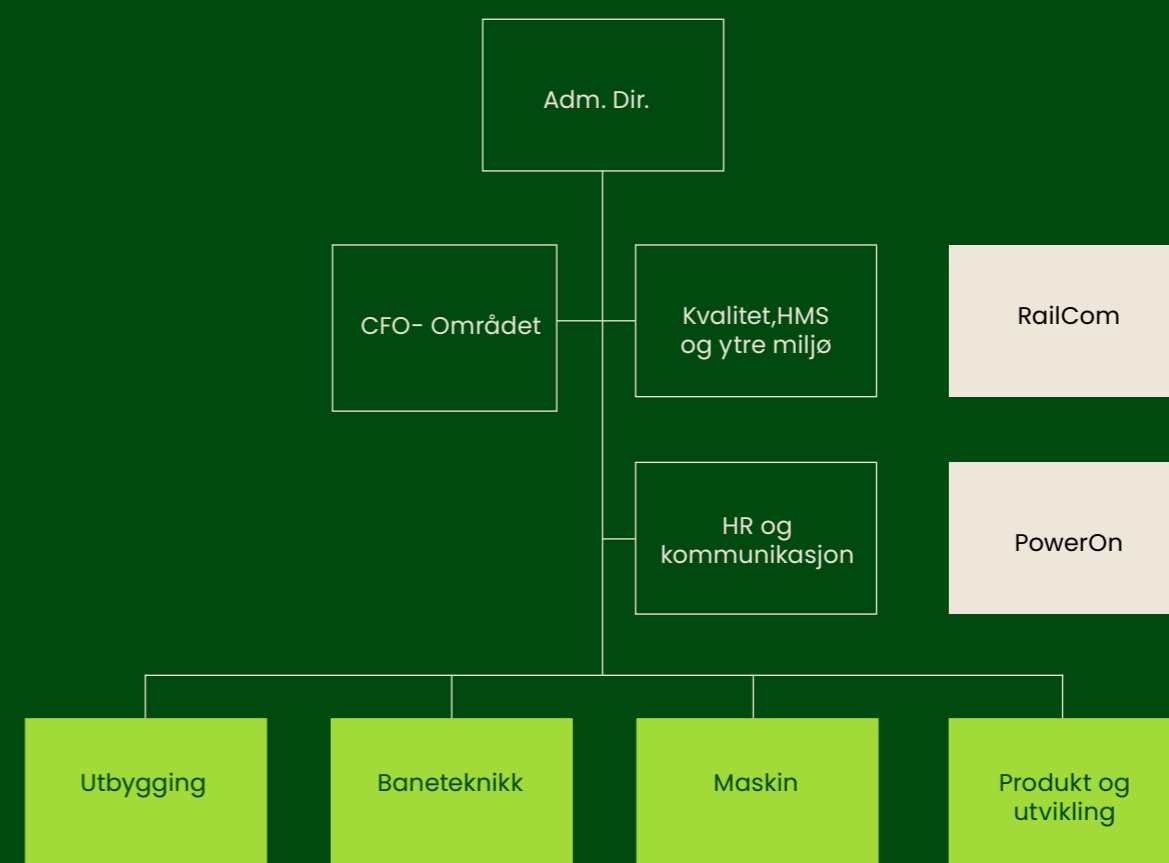 Adm. Dir.
CFO- Området
Kvalitet,HMS
og ytre miljø
RailCom
HR og
kommunikasjon
PowerOn
Utbygging
Baneteknikk
Maskin
Produkt og
utvikling